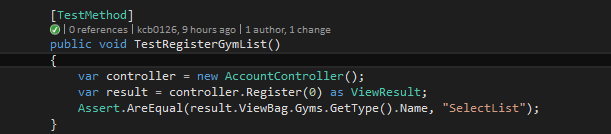 [TestMethod]
| 0 references | kcb0126, 9 hours ago | 1 author, 1 change
public void TestRegisterGymList()
{
var controller = new AccountController();
var result = controller.Register(0) as ViewResult;
Assert.AreEqual(result.ViewBag.Gyms.GetType().Name, "SelectList");
}